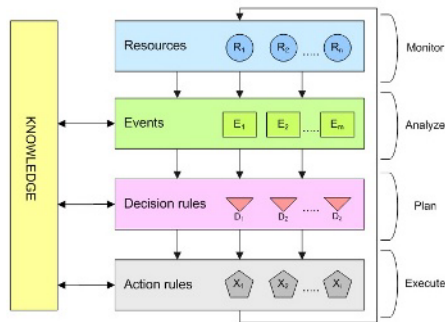 KNOWLEDGE
Resources R1 R2 ..... Rn
Monitor
Events E1 E2 ..... Em
Analyze
Decision rules D1 D2 .....
Plan
Action rules X1 X2 .....
Execute